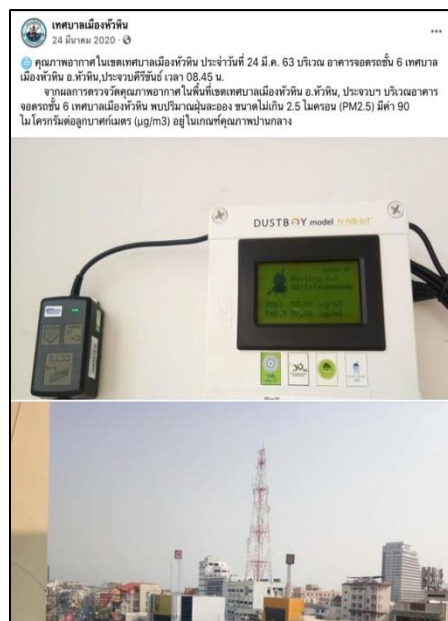 เทศบาลเมืองหัวหิน
24 มีนาคม 2020
คุณภาพอากาศในเขตเทศบาลเมืองหัวหิน ประจำวันที่ 24 มี.ค. 63 บริเวณ อาคารจอดรถชั้น 6 เทศบาล
เมืองหัวหิน อ.หัวหิน,ประจวบคีรีขันธ์ เวลา 08.45 น.
จากผลการตรวจวัดคุณภาพอากาศในพื้นที่เขตเทศบาลเมืองหัวหิน อ.หัวหิน, ประจวบฯ บริเวณอาคาร
จอดรถชั้น 6 เทศบาลเมืองหัวหิน พบปริมาณฝุ่นละออง ขนาดไม่เกิน 2.5 ไมครอน (PM2.5) มีค่า 90
ไมโครกรัมต่อลูกบาศก์เมตร (µg/m3) อยู่ในเกณฑ์คุณภาพปานกลาง
DUSTBOY model N-NB-IoT
PM2.5 90.00 ug/m3
CCTV